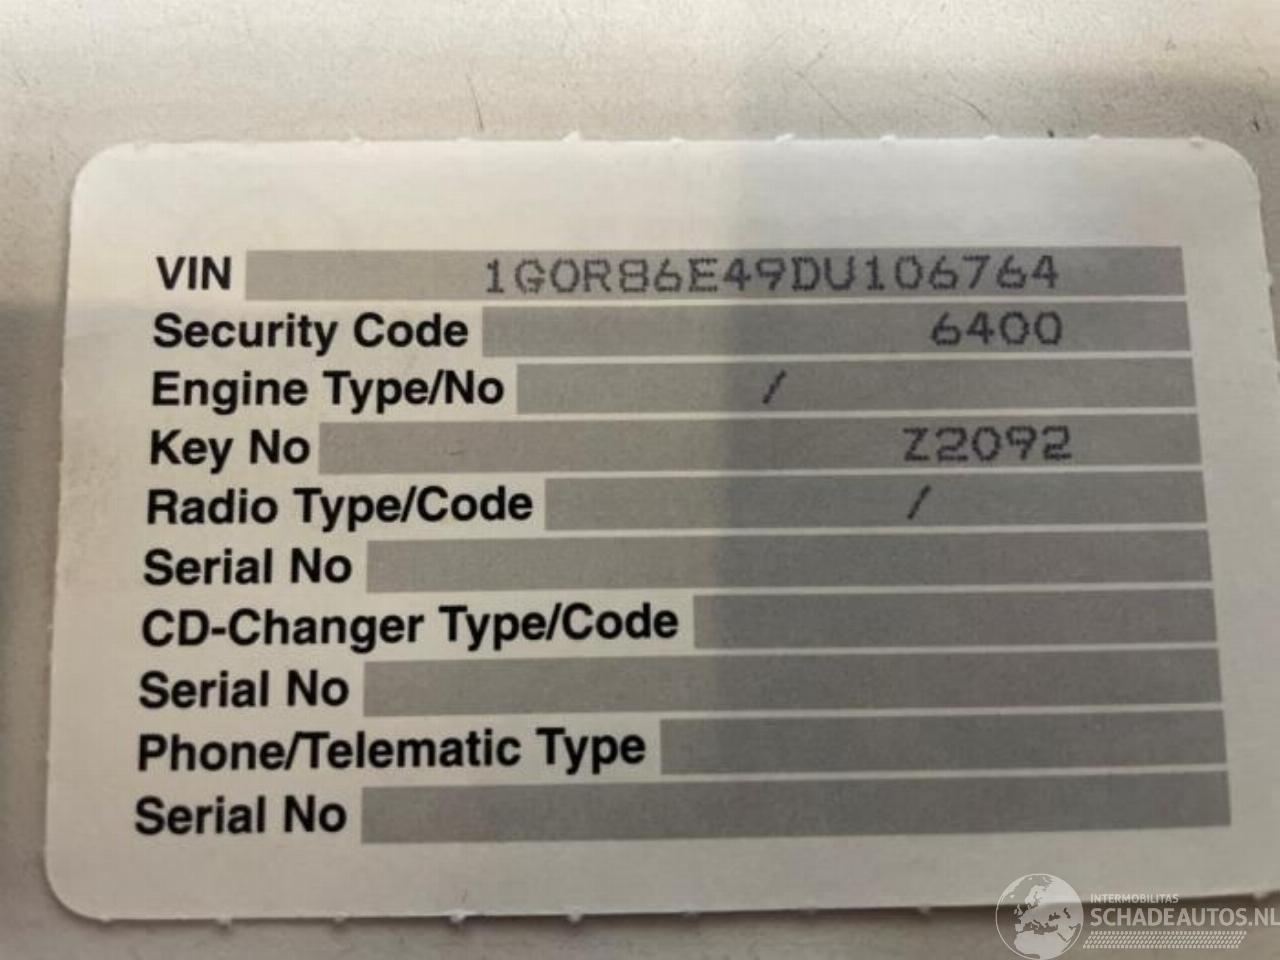 VIN 1G0R86E49DU106764
Security Code 6400
Engine Type/No /
Key No Z2092
Radio Type/Code /
Serial No
CD-Changer Type/Code
Serial No
Phone/Telematic Type
Serial No
INTERMOBILITAS
SCHADEAUTOS.NL